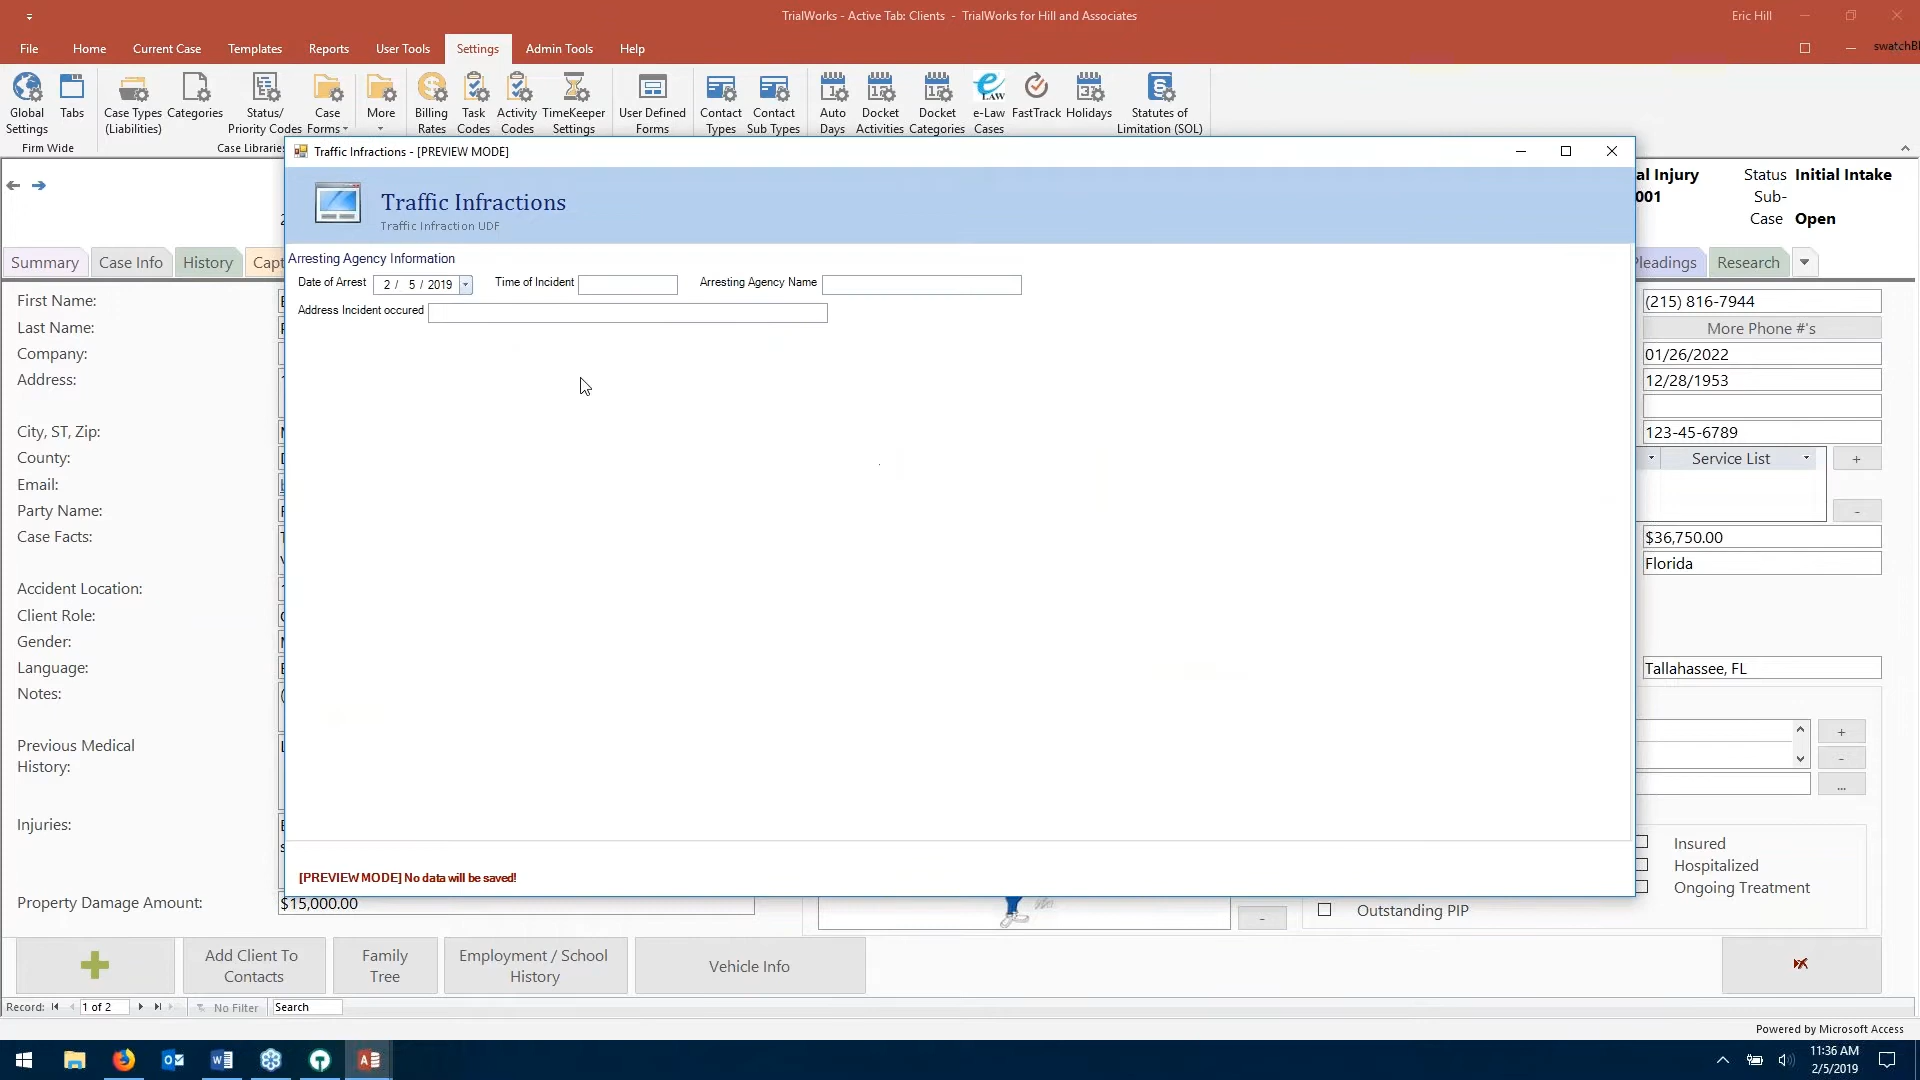 TrialWorks - Active Tab: Clients - TrialWorks for Hill and Associates
Eric Hill
File Home Current Case Templates Reports User Tools Settings Admin Tools Help
Global Settings
Tabs
Case Types (Liabilities)
Categories
Status/ Priority Codes
Case Forms
More
Billing Rates
Task Codes
Activity Codes
TimeKeeper Settings
User Defined Forms
Contact Types
Contact Sub Types
Auto Days
Docket Activities
Docket Categories
e-Law Cases
FastTrack
Holidays
Statutes of Limitation (SOL)
Firm Wide
Case Libraries
Traffic Infractions - [PREVIEW MODE]
Traffic Infractions
Traffic Infraction UDF
Arresting Agency Information
Date of Arrest 2/ 5/ 2019 Time of Incident Arresting Agency Name
Address Incident occured
[PREVIEW MODE] No data will be saved!
al Injury Status Initial Intake
001 Sub-
Case Open
Summary Case Info History Capt
Pleadings Research
First Name:
Last Name:
Company:
Address:
City, ST, Zip:
County:
Email:
Party Name:
Case Facts:
Accident Location:
Client Role:
Gender:
Language:
Notes:
Previous Medical
History:
Injuries:
Property Damage Amount: $15,000.00
(215) 816-7944
More Phone #'s
01/26/2022
12/28/1953
123-45-6789
Service List +
-
$36,750.00
Florida
Tallahassee, FL
+
-
...
Insured
Hospitalized
Ongoing Treatment
Outstanding PIP
-
Add Client To Contacts
Family Tree
Employment / School History
Vehicle Info
Record: 1 of 2 No Filter Search
Powered by Microsoft Access
11:36 AM
2/5/2019